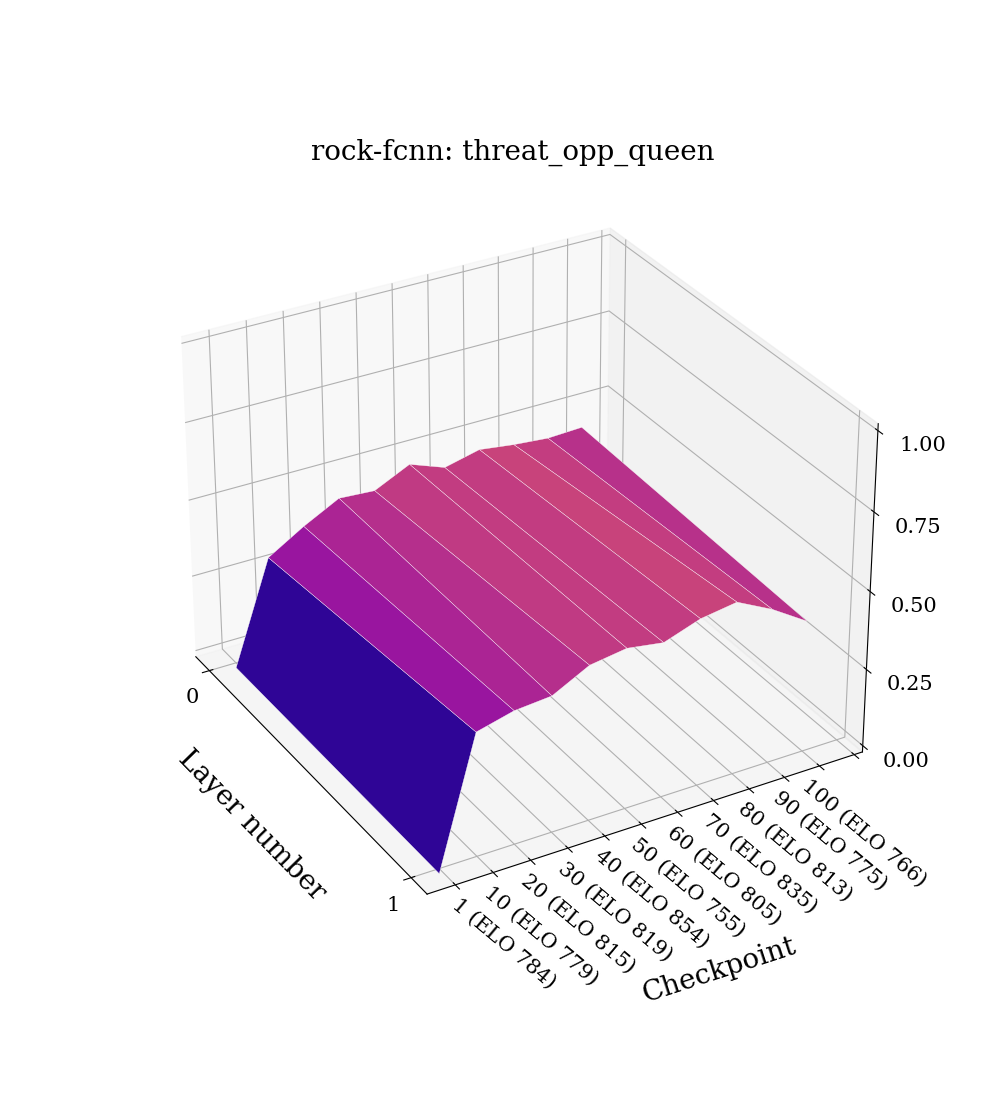 rock-fcnn: threat_opp_queen
1.00
0.75
0.50
0.25
0.00
0
1
Layer number
1 (ELO 784)
10 (ELO 779)
20 (ELO 815)
30 (ELO 819)
40 (ELO 854)
50 (ELO 755)
60 (ELO 805)
70 (ELO 835)
80 (ELO 813)
90 (ELO 775)
100 (ELO 766)
Checkpoint